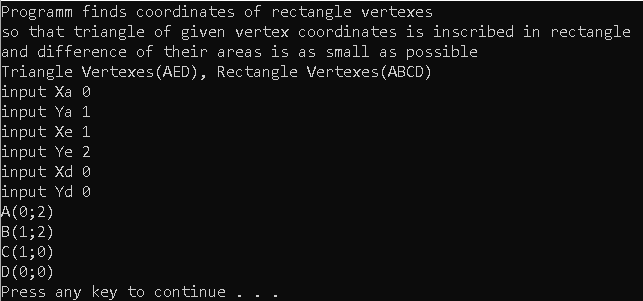 Programm finds coordinates of rectangle vertexes
so that triangle of given vertex coordinates is inscribed in rectangle
and difference of their areas is as small as possible
Triangle Vertexes(AED), Rectangle Vertexes(ABCD)
input Xa 0
input Ya 1
input Xe 1
input Ye 2
input Xd 0
input Yd 0
A(0;2)
B(1;2)
C(1;0)
D(0;0)
Press any key to continue . . .